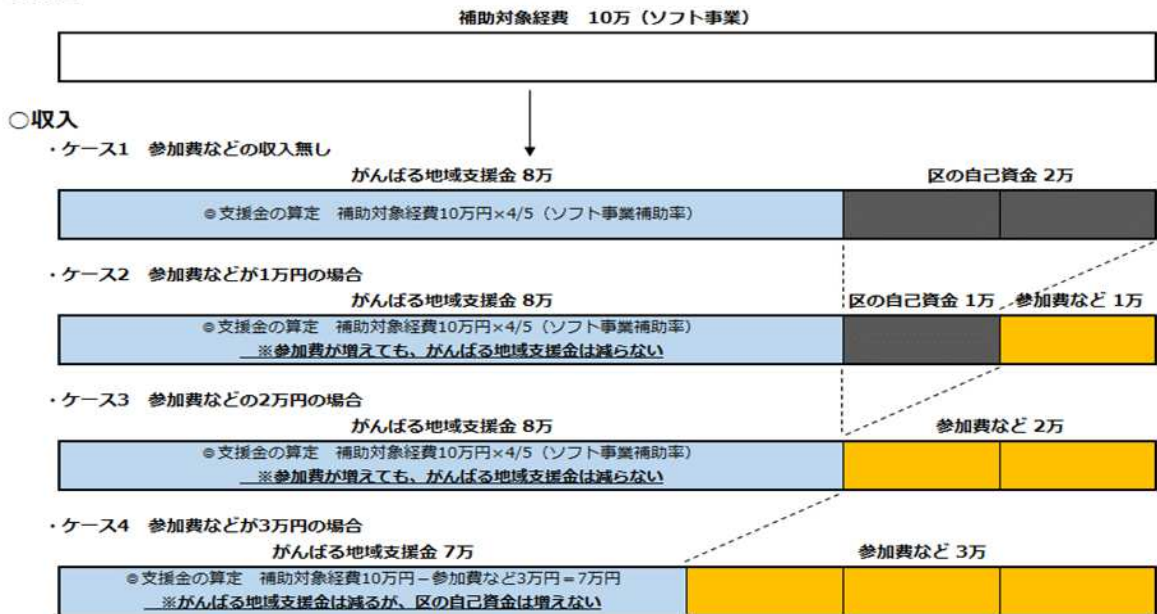 補助対象経費　10万（ソフト事業）
○収入
・ケース1　参加費などの収入無し
がんばる地域支援金 8万　区の自己資金 2万
◎支援金の算定　補助対象経費10万円×4/5（ソフト事業補助率）
・ケース2　参加費などが1万円の場合
がんばる地域支援金 8万　区の自己資金 1万　参加費など 1万
◎支援金の算定　補助対象経費10万円×4/5（ソフト事業補助率）
※参加費が増えても、がんばる地域支援金は減らない
・ケース3　参加費などの2万円の場合
がんばる地域支援金 8万　参加費など 2万
◎支援金の算定　補助対象経費10万円×4/5（ソフト事業補助率）
※参加費が増えても、がんばる地域支援金は減らない
・ケース4　参加費などが3万円の場合
がんばる地域支援金 7万　参加費など 3万
◎支援金の算定　補助対象経費10万円－参加費など3万円＝7万円
※がんばる地域支援金は減るが、区の自己資金は増えない